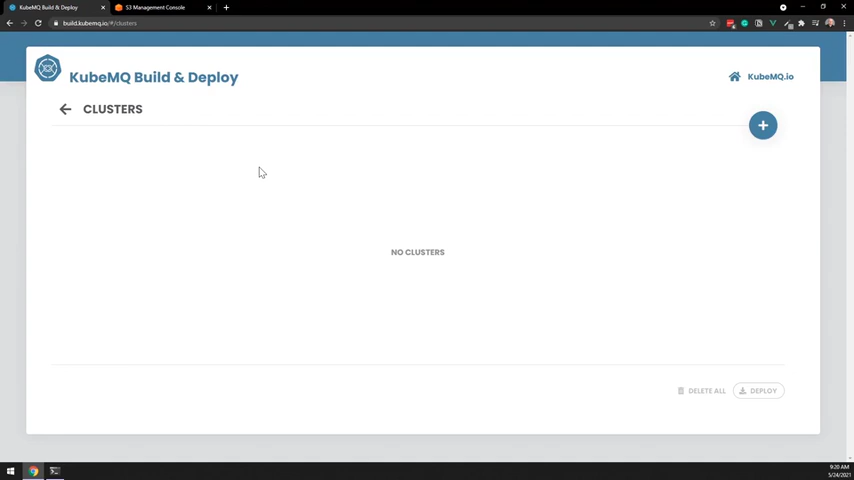 KubeMQ Build & Deploy
S3 Management Console
build.kubemq.io/#/clusters
KubeMQ Build & Deploy
KubeMQ.io
CLUSTERS
NO CLUSTERS
DELETE ALL
DEPLOY
9:20 AM
5/24/2021